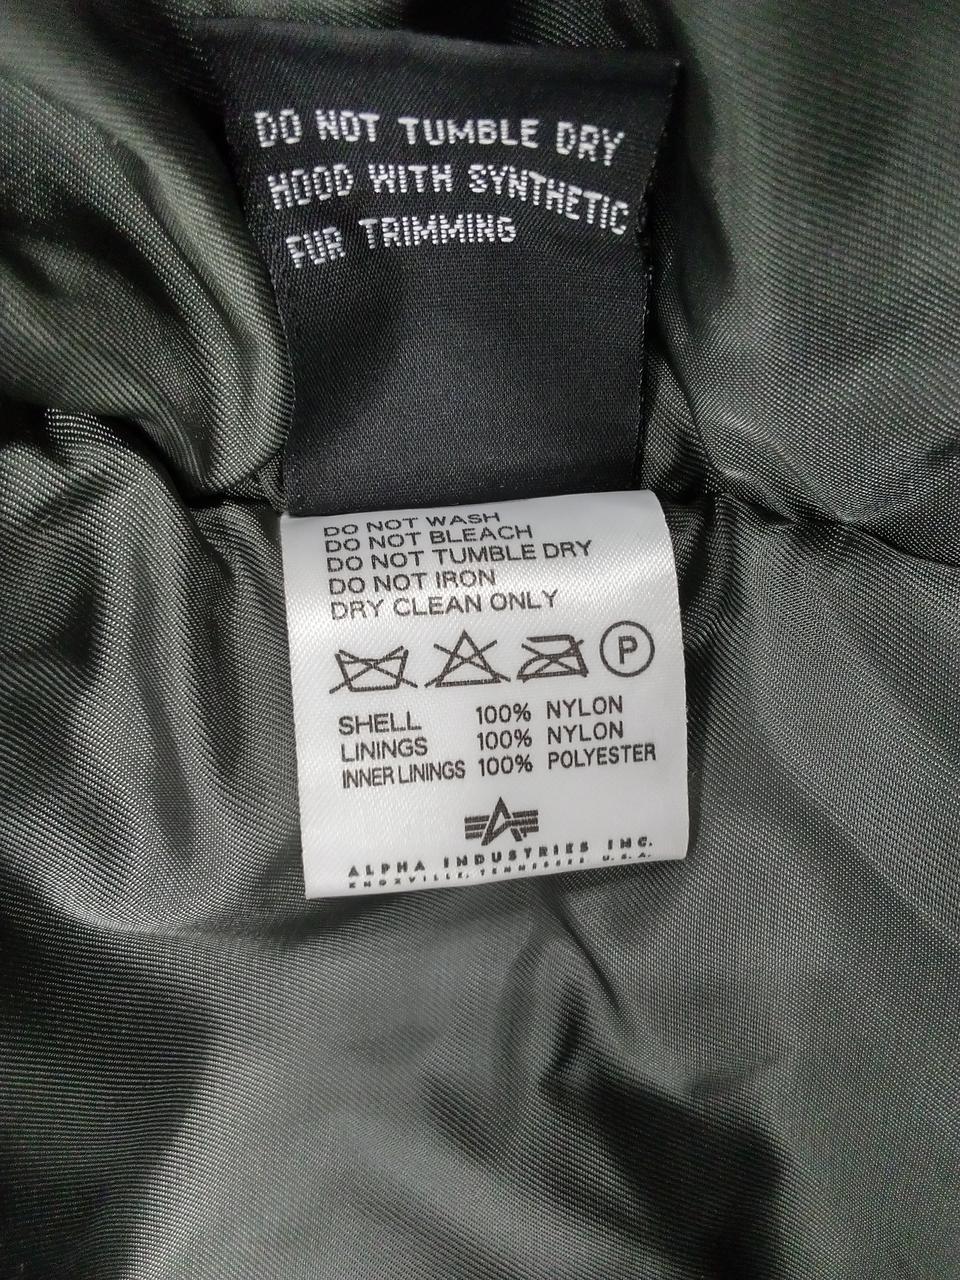 DO NOT TUMBLE DRY
HOOD WITH SYNTHETIC
FUR TRIMMING
DO NOT WASH
DO NOT BLEACH
DO NOT TUMBLE DRY
DO NOT IRON
DRY CLEAN ONLY
P
SHELL 100% NYLON
LININGS 100% NYLON
INNER LININGS 100% POLYESTER
ALPHA INDUSTRIES INC.
KNOXVILLE, TENNESSEE U.S.A.